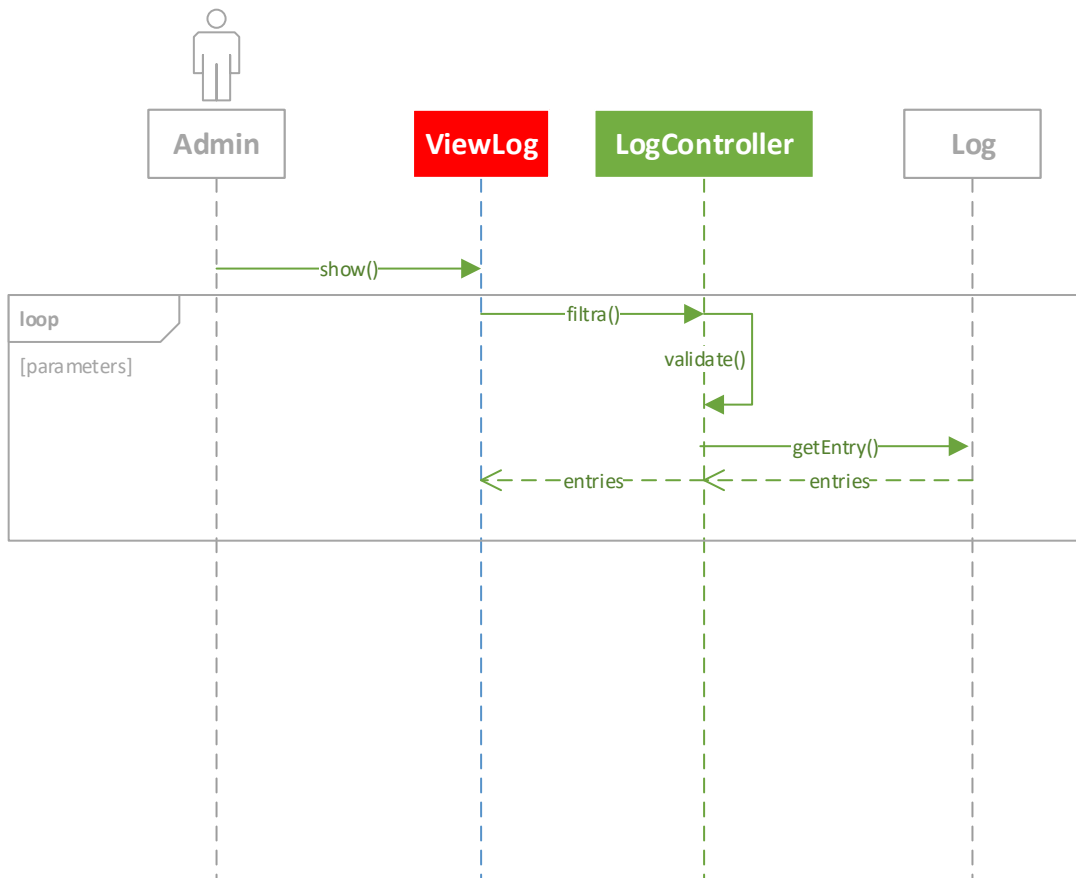 Admin
ViewLog
LogController
Log
show()
loop
filtra()
[parameters]
validate()
getEntry()
entries
entries